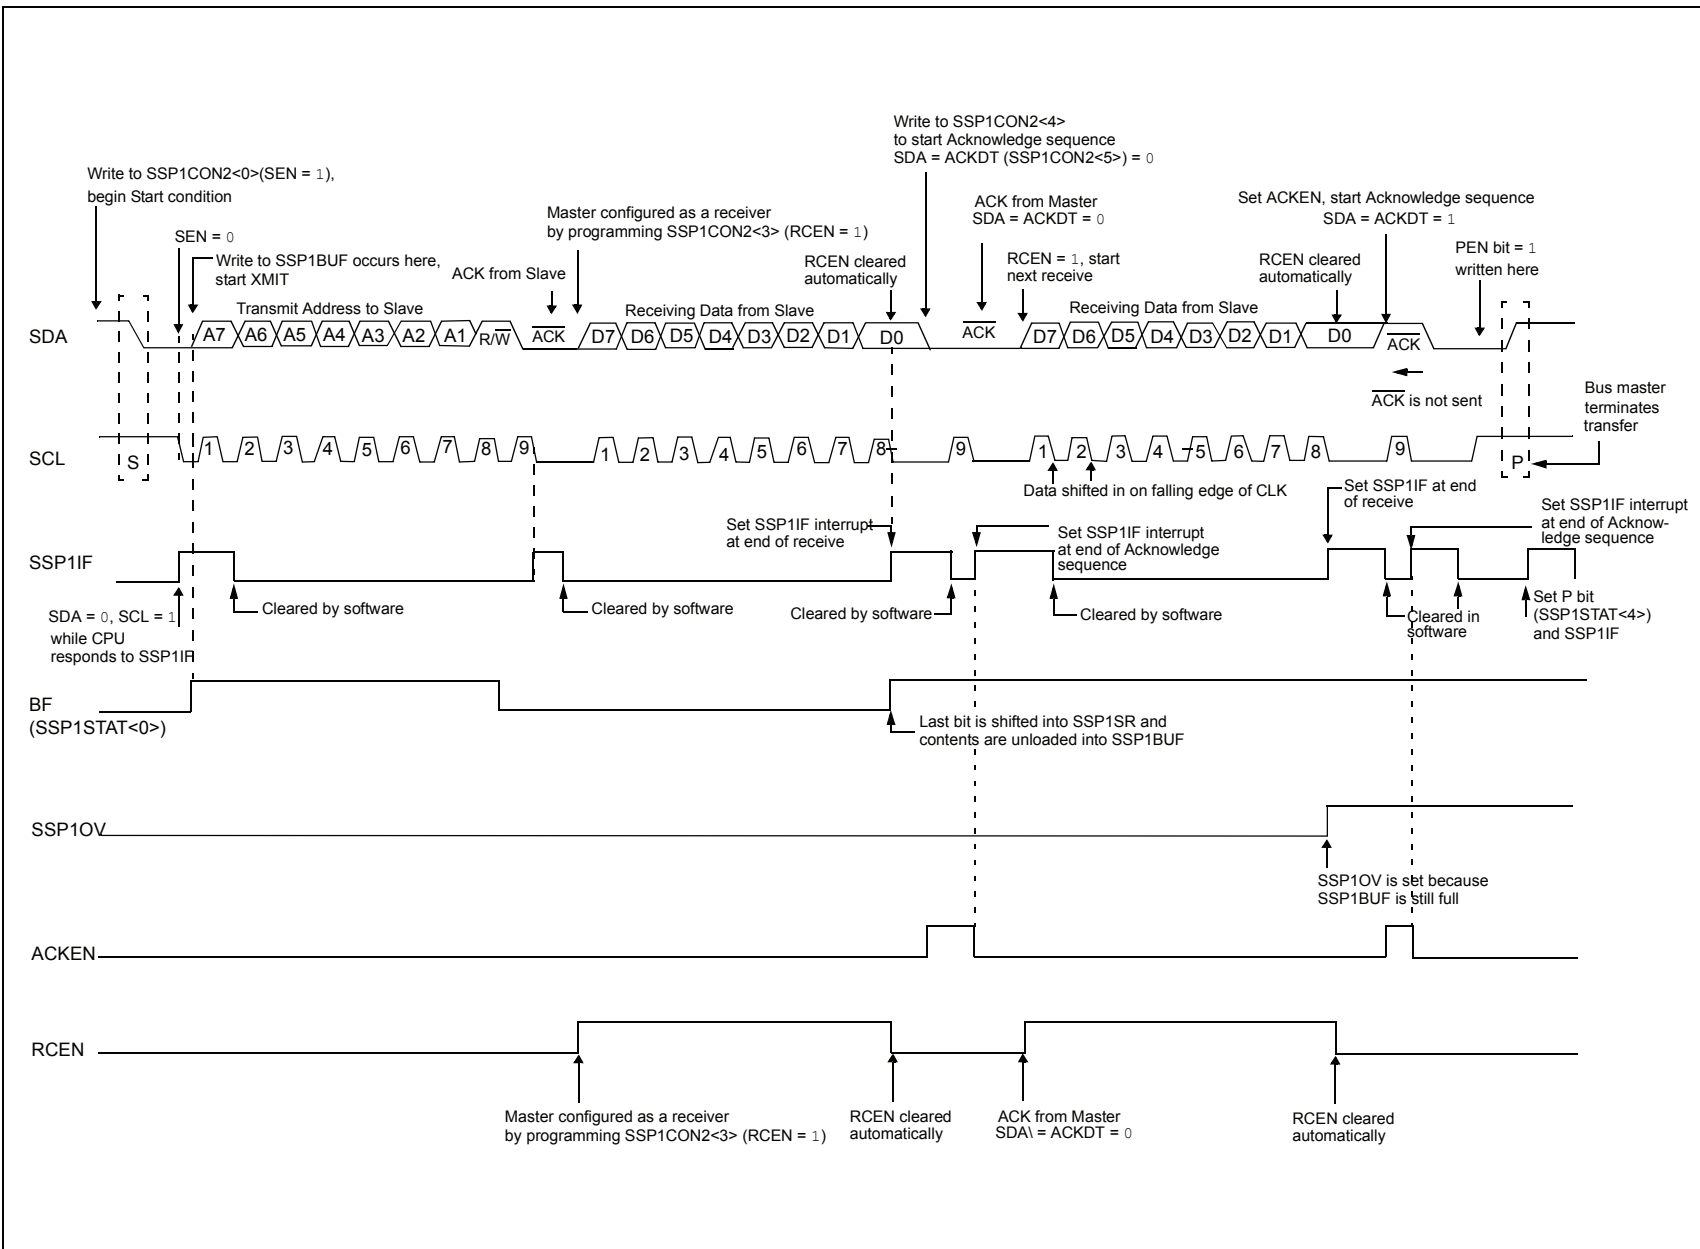 Write to SSP1CON2<4>
to start Acknowledge sequence
SDA = ACKDT (SSP1CON2<5>) = 0
Write to SSP1CON2<0>(SEN = 1),
begin Start condition
ACK from Master
SDA = ACKDT = 0
Set ACKEN, start Acknowledge sequence
SDA = ACKDT = 1
Master configured as a receiver
by programming SSP1CON2<3> (RCEN = 1)
SEN = 0
PEN bit = 1
written here
Write to SSP1BUF occurs here,
start XMIT
ACK from Slave
RCEN cleared
automatically
RCEN = 1, start
next receive
RCEN cleared
automatically
Transmit Address to Slave
Receiving Data from Slave
Receiving Data from Slave
SDA
A7 A6 A5 A4 A3 A2 A1 R/W ACK D7 D6 D5 D4 D3 D2 D1 D0 ACK D7 D6 D5 D4 D3 D2 D1 D0 ACK
ACK is not sent
Bus master
terminates
transfer
SCL
S 1 2 3 4 5 6 7 8 9 1 2 3 4 5 6 7 8 9 1 2 3 4 5 6 7 8 9 P
Data shifted in on falling edge of CLK
Set SSP1IF at end
of receive
Set SSP1IF interrupt
at end of Acknow-
ledge sequence
Set SSP1IF interrupt
at end of receive
Set SSP1IF interrupt
at end of Acknowledge
sequence
SSP1IF
SDA = 0, SCL = 1
while CPU
responds to SSP1IF
Cleared by software
Cleared by software
Cleared by software
Cleared by software
Cleared in
software
Set P bit
(SSP1STAT<4>)
and SSP1IF
BF
(SSP1STAT<0>)
Last bit is shifted into SSP1SR and
contents are unloaded into SSP1BUF
SSP1OV
SSP1OV is set because
SSP1BUF is still full
ACKEN
RCEN
Master configured as a receiver
by programming SSP1CON2<3> (RCEN = 1)
RCEN cleared
automatically
ACK from Master
SDA\ = ACKDT = 0
RCEN cleared
automatically